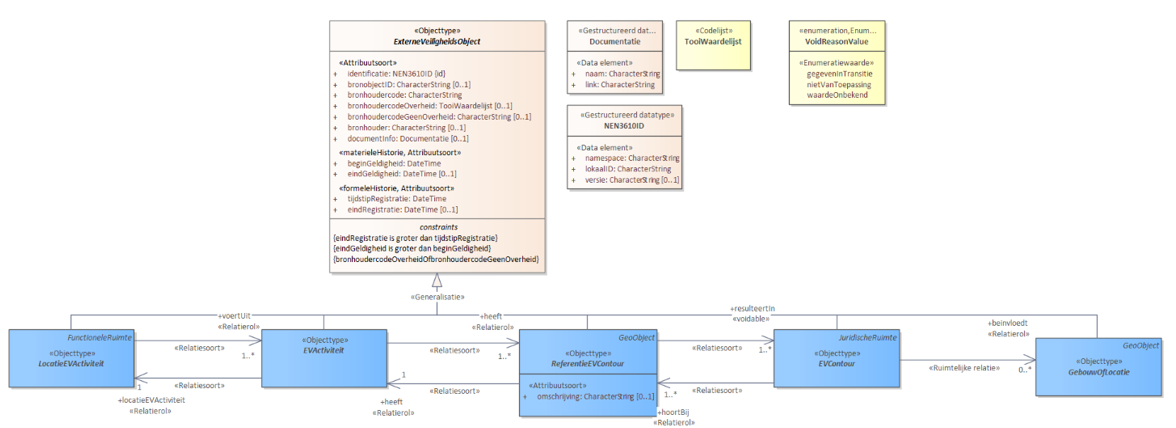 «Objecttype»
ExterneVeiligheidsObject
«Attribuutsoort»
+ identificatie: NEN3610ID {id}
+ bronobjectID: CharacterString [0..1]
+ bronhoudercode: CharacterString
+ bronhoudercodeOverheid: TooiWaardelijst [0..1]
+ bronhoudercodeGeenOverheid: CharacterString [0..1]
+ bronhouder: CharacterString [0..1]
+ documentInfo: Documentatie [0..1]
«materieleHistorie, Attribuutsoort»
+ beginGeldigheid: DateTime
+ eindGeldigheid: DateTime [0..1]
«formeleHistorie, Attribuutsoort»
+ tijdstipRegistratie: DateTime
+ eindRegistratie: DateTime [0..1]
constraints
{eindRegistratie is groter dan tijdstipRegistratie}
{eindGeldigheid is groter dan beginGeldigheid}
{bronhoudercodeOverheidOfbronhoudercodeGeenOverheid}
«Gestructureerd dat...
Documentatie
«Data element»
+ naam: CharacterString
+ link: CharacterString
«Gestructureerd datatype»
NEN3610ID
«Data element»
+ namespace: CharacterString
+ lokaalID: CharacterString
+ versie: CharacterString [0..1]
«Codelijst»
TooiWaardelijst
«enumeration,Enum...
VoidReasonValue
«Enumeratiewaarde»
gegevenInTransitie
nietVanToepassing
waardeOnbekend
«Generalisatie»
FunctioneleRuimte
«Objecttype»
LocatieEVActiviteit
+voertUit
«Relatierol»
«Relatiesoort»
1..*
«Relatiesoort»
1
+locatieEVActiviteit
«Relatierol»
«Objecttype»
EVActiviteit
+heeft
«Relatierol»
«Relatiesoort»
1..*
1
«Relatiesoort»
+heeft
«Relatierol»
GeoObject
«Objecttype»
ReferentieEVContour
«Attribuutsoort»
+ omschrijving: CharacterString [0..1]
+resulteertIn
«voidable»
«Relatiesoort»
1..*
1..*
«Relatiesoort»
+hoortBij
«Relatierol»
JuridischeRuimte
«Objecttype»
EVContour
+beinvloedt
«Relatierol»
«Ruimtelijke relatie»
0..*
GeoObject
«Objecttype»
GebouwOfLocatie